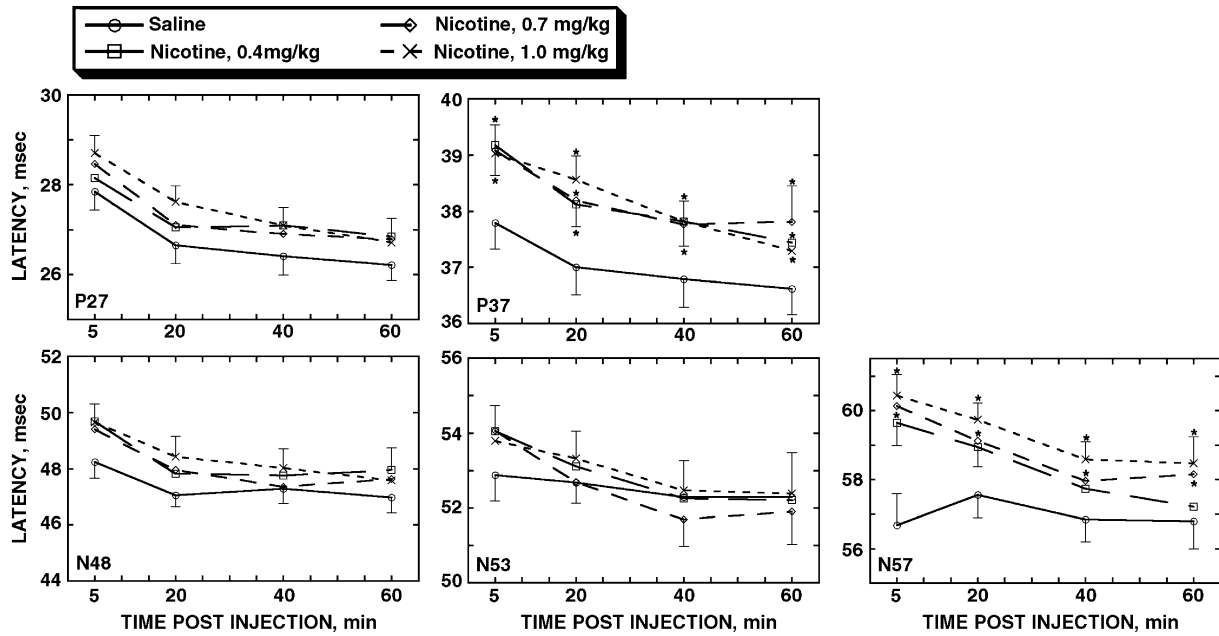 Saline
Nicotine, 0.4mg/kg
Nicotine, 0.7 mg/kg
Nicotine, 1.0 mg/kg
LATENCY, msec
30
28
26
P27
5 20 40 60
40
39
38
37
36
P37
5 20 40 60
LATENCY, msec
52
50
48
46
44
N48
5 20 40 60
TIME POST INJECTION, min
56
54
52
50
N53
5 20 40 60
TIME POST INJECTION, min
60
58
56
N57
5 20 40 60
TIME POST INJECTION, min